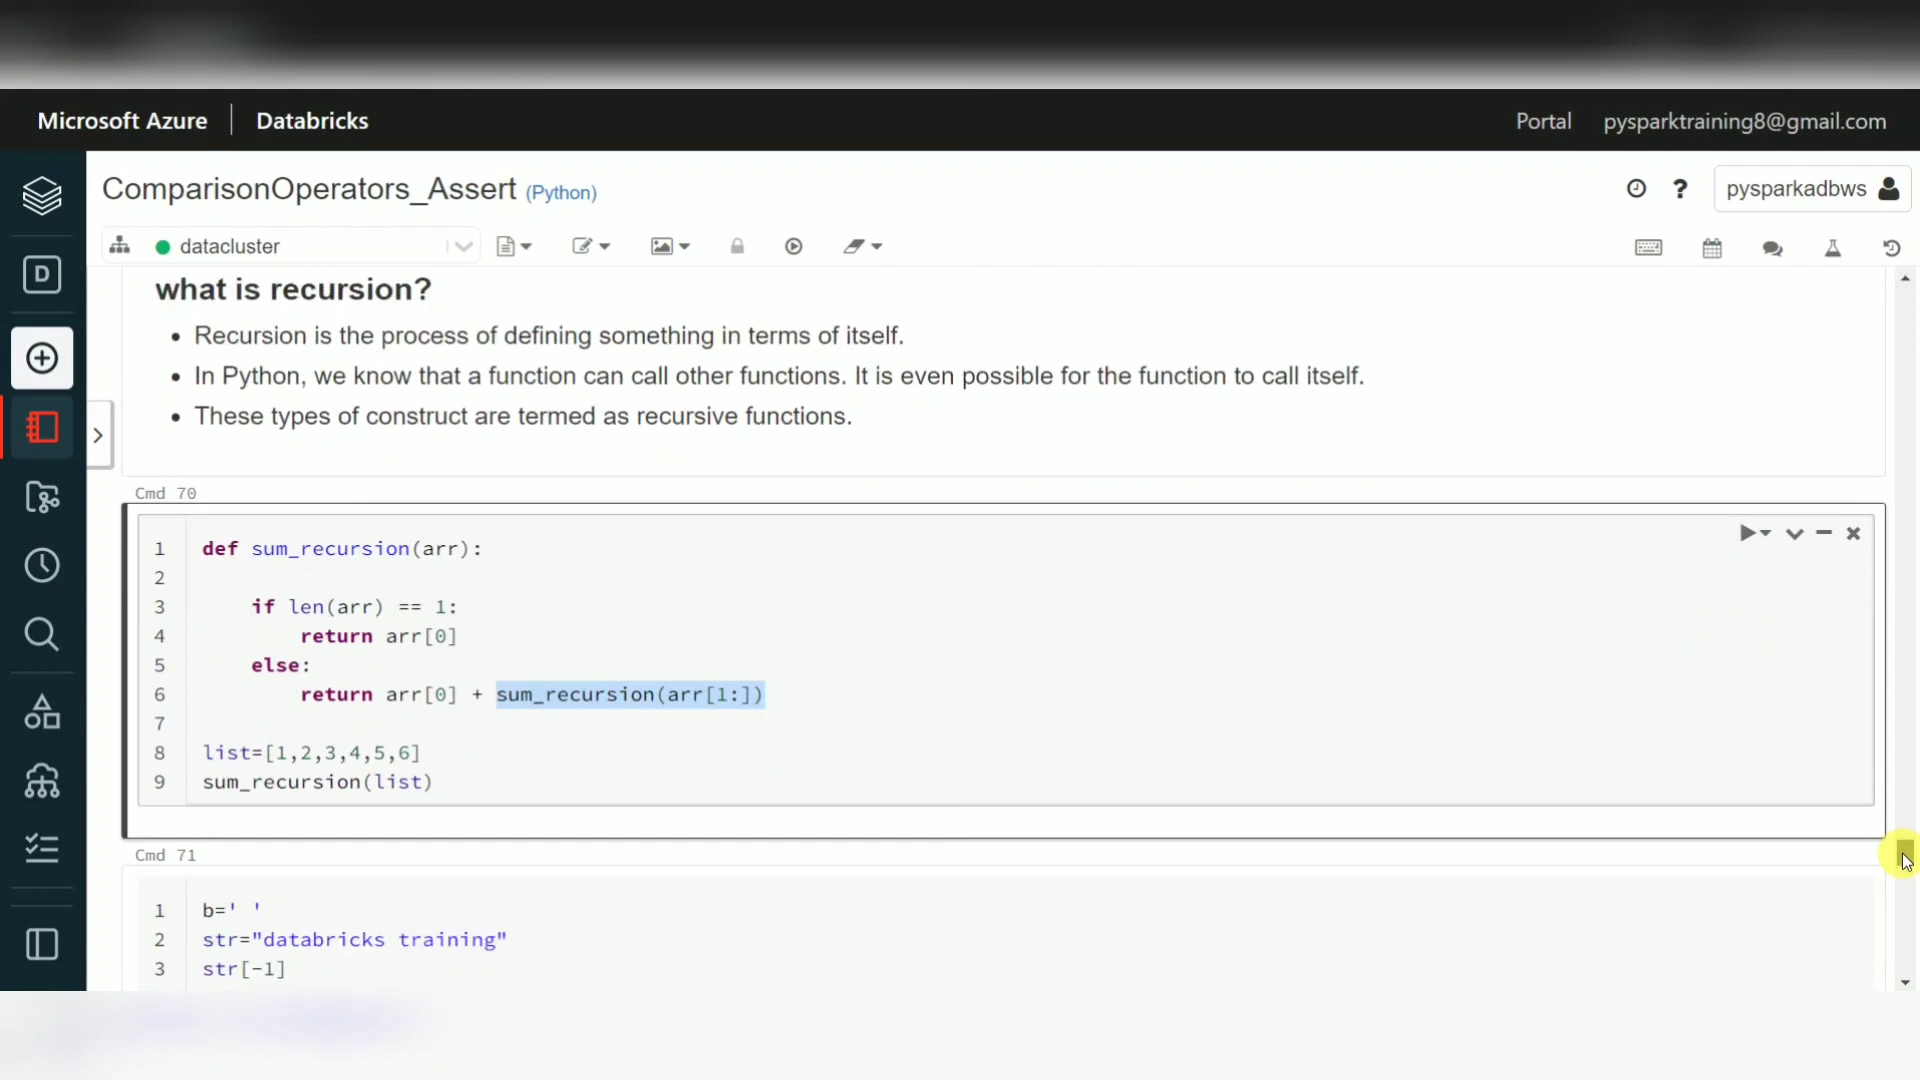 Microsoft Azure | Databricks
Portal pysparktraining8@gmail.com
ComparisonOperators_Assert (Python)
? pysparkadbws
datacluster
D
what is recursion?
• Recursion is the process of defining something in terms of itself.
• In Python, we know that a function can call other functions. It is even possible for the function to call itself.
• These types of construct are termed as recursive functions.
Cmd 70
1 def sum_recursion(arr):
2
3     if len(arr) == 1:
4         return arr[0]
5     else:
6         return arr[0] + sum_recursion(arr[1:])
7
8 list=[1,2,3,4,5,6]
9 sum_recursion(list)
Cmd 71
1 b=' '
2 str="databricks training"
3 str[-1]